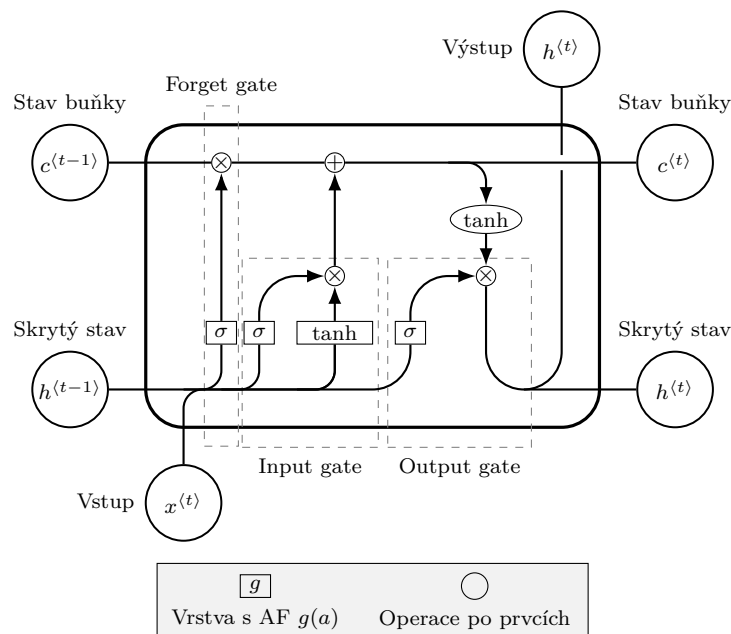 Výstup h⟨t⟩
Forget gate
Stav buňky Stav buňky
c⟨t−1⟩ × + c⟨t⟩
tanh
× ×
Skrytý stav σ σ tanh σ Skrytý stav
h⟨t−1⟩ h⟨t⟩
Input gate Output gate
Vstup x⟨t⟩
g
Vrstva s AF g(a) Operace po prvcích